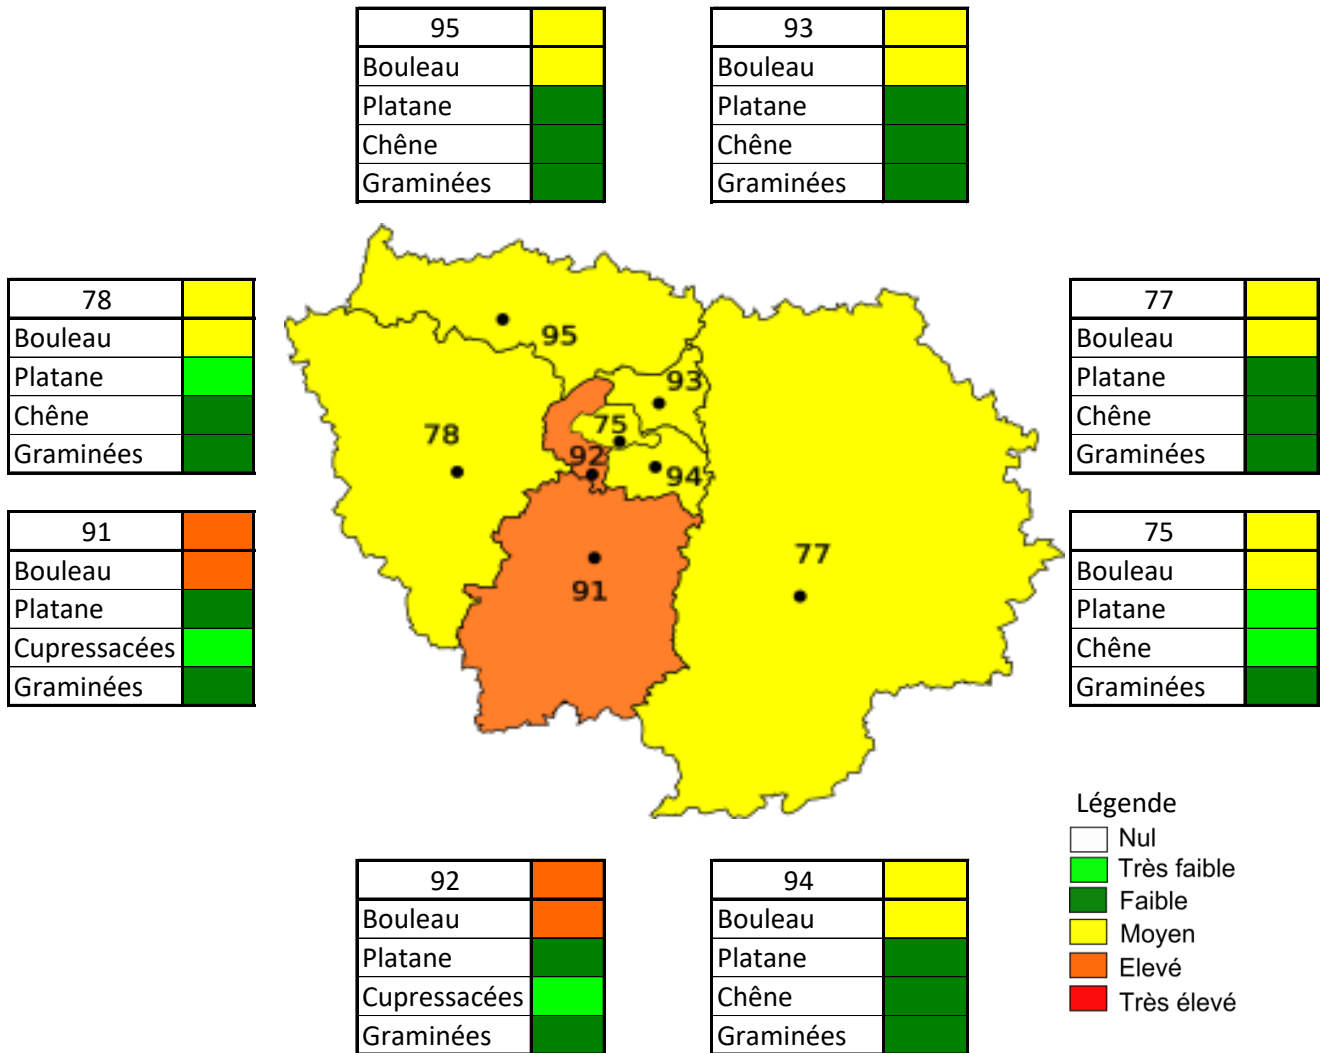 95
Bouleau
Platane
Chêne
Graminées
93
Bouleau
Platane
Chêne
Graminées
78
Bouleau
Platane
Chêne
Graminées
95
93
75
78
92
94
77
91
77
Bouleau
Platane
Chêne
Graminées
91
Bouleau
Platane
Cupressacées
Graminées
75
Bouleau
Platane
Chêne
Graminées
92
Bouleau
Platane
Cupressacées
Graminées
94
Bouleau
Platane
Chêne
Graminées
Légende
Nul
Très faible
Faible
Moyen
Elevé
Très élevé